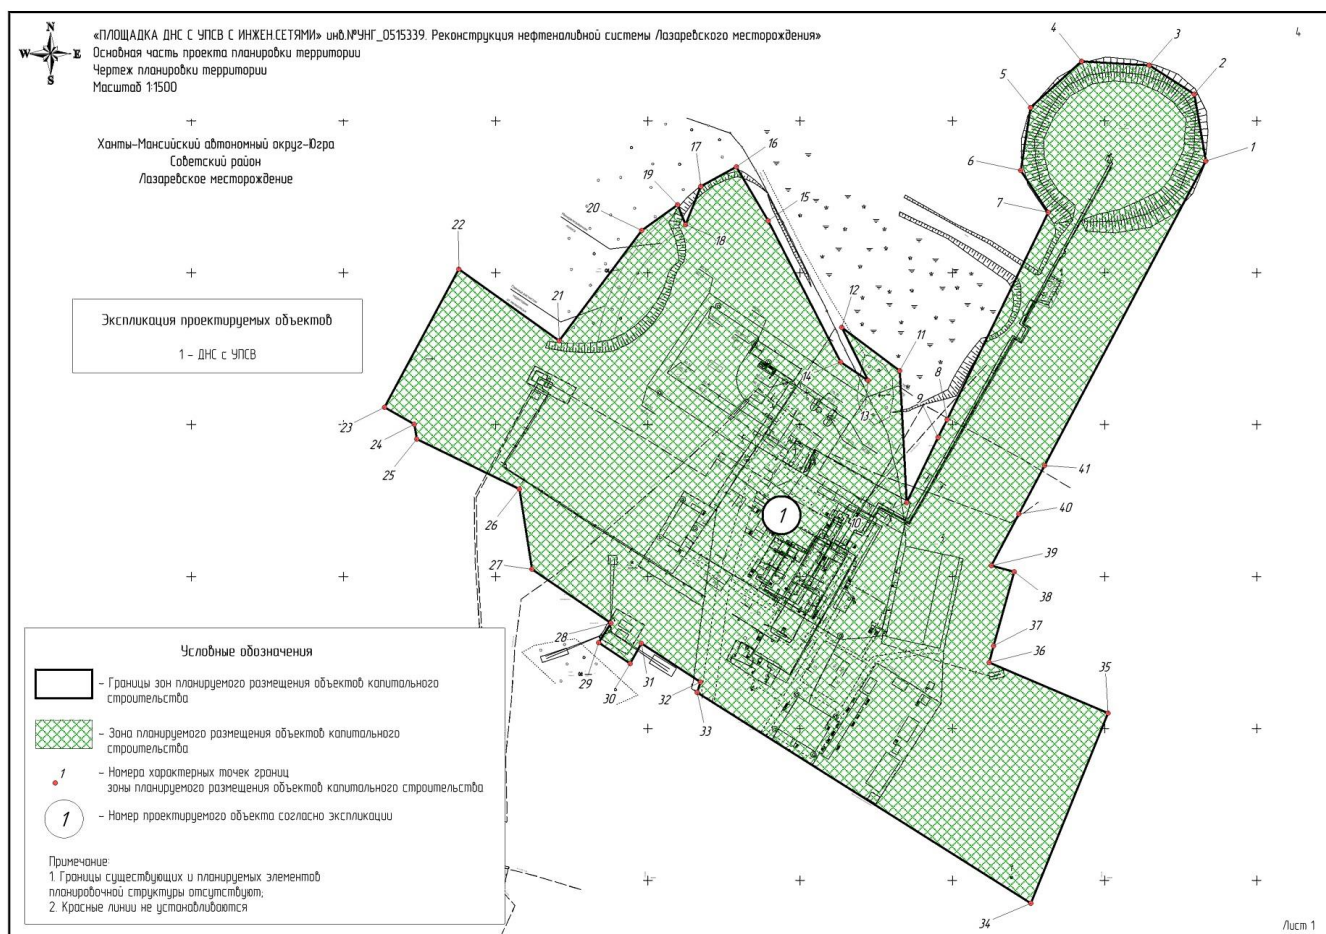 N
W E
S
«ПЛОЩАДКА ДНС С УПСВ С ИНЖЕН.СЕТЯМИ» инв.№УНГ_0515339. Реконструкция нефтеналивной системы Лазаревского месторождения»
Основная часть проекта планировки территории
Чертеж планировки территории
Масштаб 1:1500
4
Ханты-Мансийский автономный округ-Югра
Советский район
Лазаревское месторождение
Экспликация проектируемых объектов
1 - ДНС с УПСВ
1
2
3
4
5
6
7
8
9
10
11
12
13
14
15
16
17
18
19
20
21
22
23
24
25
26
27
28
29
30
31
32
33
34
35
36
37
38
39
40
41
1
Условные обозначения
- Границы зон планируемого размещения объектов капитального
строительства
- Зона планируемого размещения объектов капитального
строительства
1 - Номера характерных точек границ
зоны планируемого размещения объектов капитального строительства
1 - Номер проектируемого объекта согласно экспликации
Примечание:
1. Границы существующих и планируемых элементов
планировочной структуры отсутствуют;
2. Красные линии не устанавливаются
Лист 1